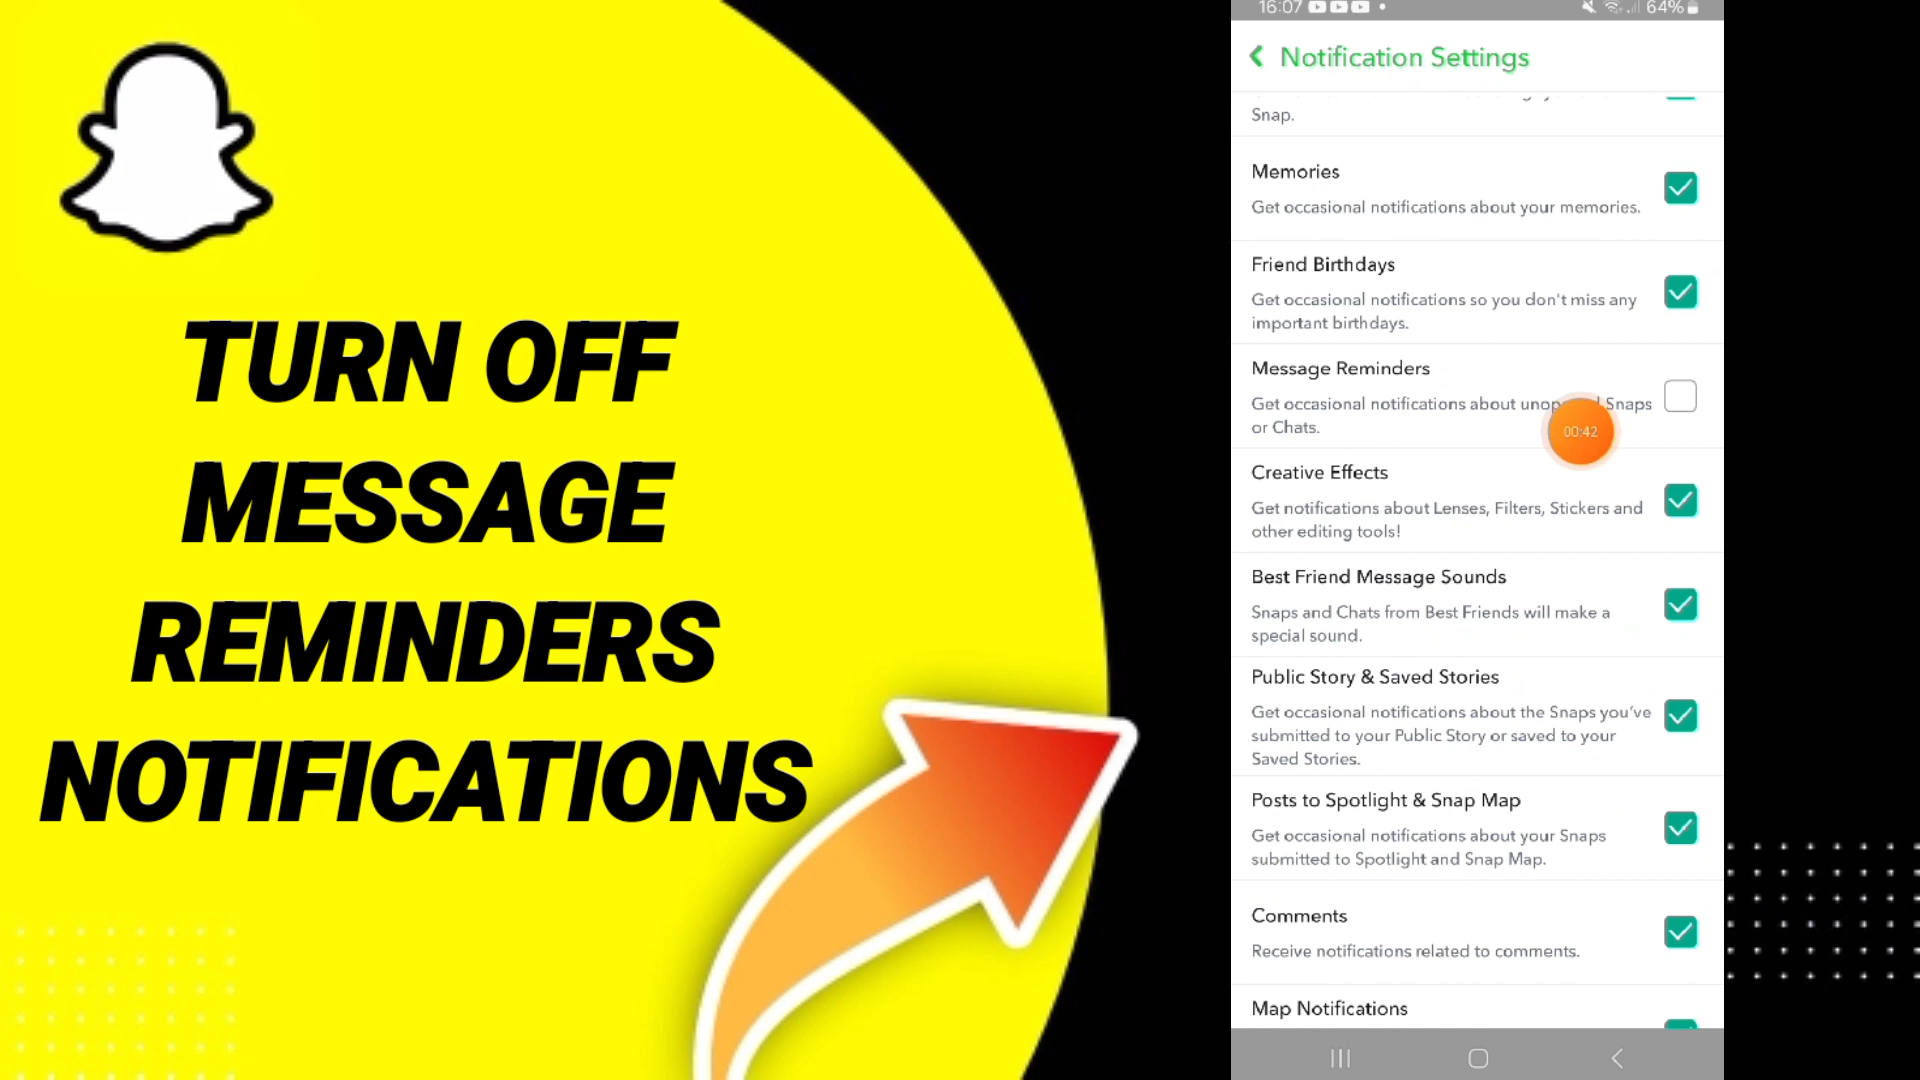 TURN OFF
MESSAGE
REMINDERS
NOTIFICATIONS
16:07
64%
Notification Settings
Snap.
Memories
Get occasional notifications about your memories.
Friend Birthdays
Get occasional notifications so you don't miss any
important birthdays.
Message Reminders
Get occasional notifications about Snaps
or Chats.
00:42
Creative Effects
Get notifications about Lenses, Filters, Stickers and
other editing tools!
Best Friend Message Sounds
Snaps and Chats from Best Friends will make a
special sound.
Public Story & Saved Stories
Get occasional notifications about the Snaps you’ve
submitted to your Public Story or saved to your
Saved Stories.
Posts to Spotlight & Snap Map
Get occasional notifications about your Snaps
submitted to Spotlight and Snap Map.
Comments
Receive notifications related to comments.
Map Notifications